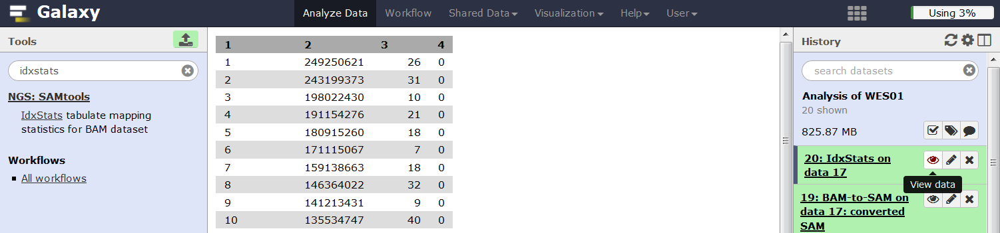 Galaxy
Analyze Data Workflow Shared Data Visualization Help User
Using 3%
Tools
idxstats
NGS: SAMtools
IdxStats tabulate mapping
statistics for BAM dataset
Workflows
All workflows
1 2 3 4
1 249250621 26 0
2 243199373 31 0
3 198022430 10 0
4 191154276 21 0
5 180915260 18 0
6 171115067 7 0
7 159138663 18 0
8 146364022 32 0
9 141213431 9 0
10 135534747 40 0
History
search datasets
Analysis of WES01
20 shown
825.87 MB
20: IdxStats on
data 17
View data
19: BAM-to-SAM on
data 17: converted
SAM